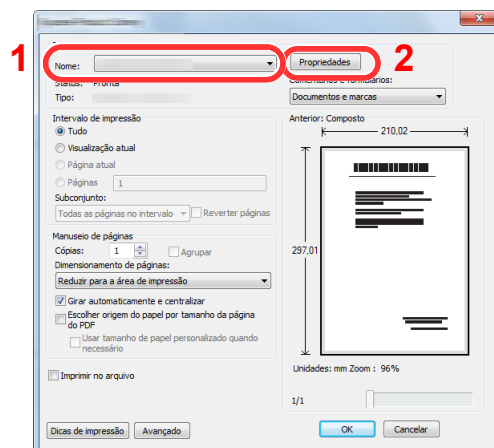 1
2
Nome:
Propriedades
Status: Pronta
Comentários e formulários:
Tipo:
Documentos e marcas
Intervalo de impressão
Tudo
Visualização atual
Página atual
Páginas 1
Subconjunto:
Todas as páginas no intervalo
Reverter páginas
Manuseio de páginas
Cópias: 1
Agrupar
Dimensionamento de páginas:
Reduzir para a área de impressão
Girar automaticamente e centralizar
Escolher origem do papel por tamanho da página
do PDF
Usar tamanho de papel personalizado quando
necessário
Imprimir no arquivo
Anterior: Composto
210,02
297,01
Unidades: mm Zoom : 96%
1/1
Dicas de impressão
Avançado
OK
Cancelar